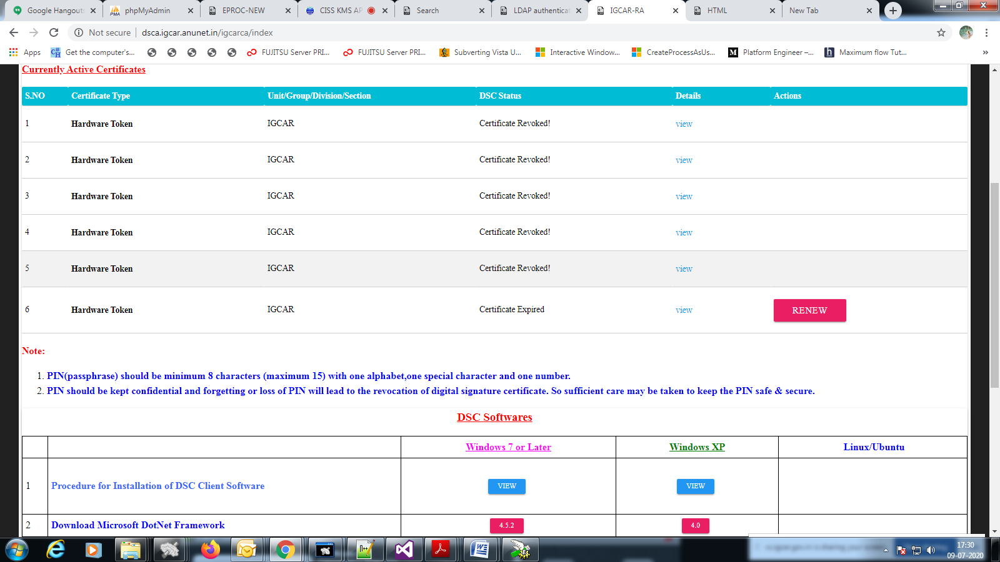 Google Hangouts
phpMyAdmin
EPROC-NEW
CISS KMS AP
Search
LDAP authenticat
IGCAR-RA
HTML
New Tab
Not secure
dsca.igcar.anunet.in/igcarca/index
Apps
Get the computer's...
FUJITSU Server PRI...
FUJITSU Server PRI...
Subverting Vista U...
Interactive Window...
CreateProcessAsUs...
Platform Engineer –...
Maximum flow Tut...
»
Currently Active Certificates
S.NO Certificate Type Unit/Group/Division/Section DSC Status Details Actions
1 Hardware Token IGCAR Certificate Revoked! view
2 Hardware Token IGCAR Certificate Revoked! view
3 Hardware Token IGCAR Certificate Revoked! view
4 Hardware Token IGCAR Certificate Revoked! view
5 Hardware Token IGCAR Certificate Revoked! view
6 Hardware Token IGCAR Certificate Expired view RENEW
Note:
1. PIN(passphrase) should be minimum 8 characters (maximum 15) with one alphabet,one special character and one number.
2. PIN should be kept confidential and forgetting or loss of PIN will lead to the revocation of digital signature certificate. So sufficient care may be taken to keep the PIN safe & secure.
DSC Softwares
Windows 7 or Later Windows XP Linux/Ubuntu
1 Procedure for Installation of DSC Client Software VIEW VIEW
2 Download Microsoft DotNet Framework 4.5.2 4.0
17:30
09-07-2020